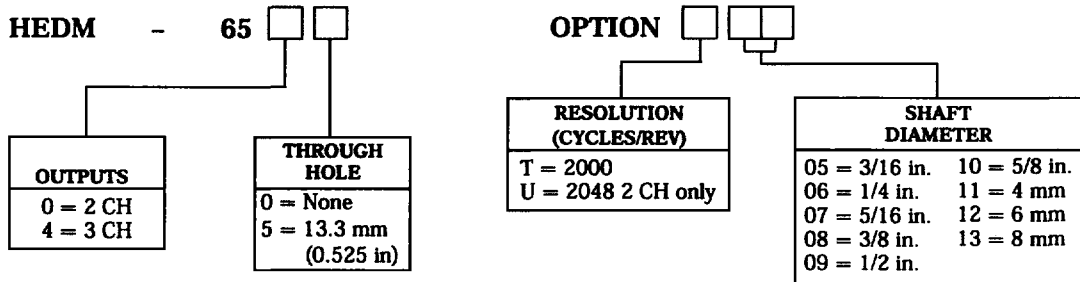 HEDM - 65 OPTION
OUTPUTS
0 = 2 CH
4 = 3 CH
THROUGH
HOLE
0 = None
5 = 13.3 mm
(0.525 in)
RESOLUTION
(CYCLES/REV)
T = 2000
U = 2048 2 CH only
SHAFT
DIAMETER
05 = 3/16 in. 10 = 5/8 in.
06 = 1/4 in. 11 = 4 mm
07 = 5/16 in. 12 = 6 mm
08 = 3/8 in. 13 = 8 mm
09 = 1/2 in.